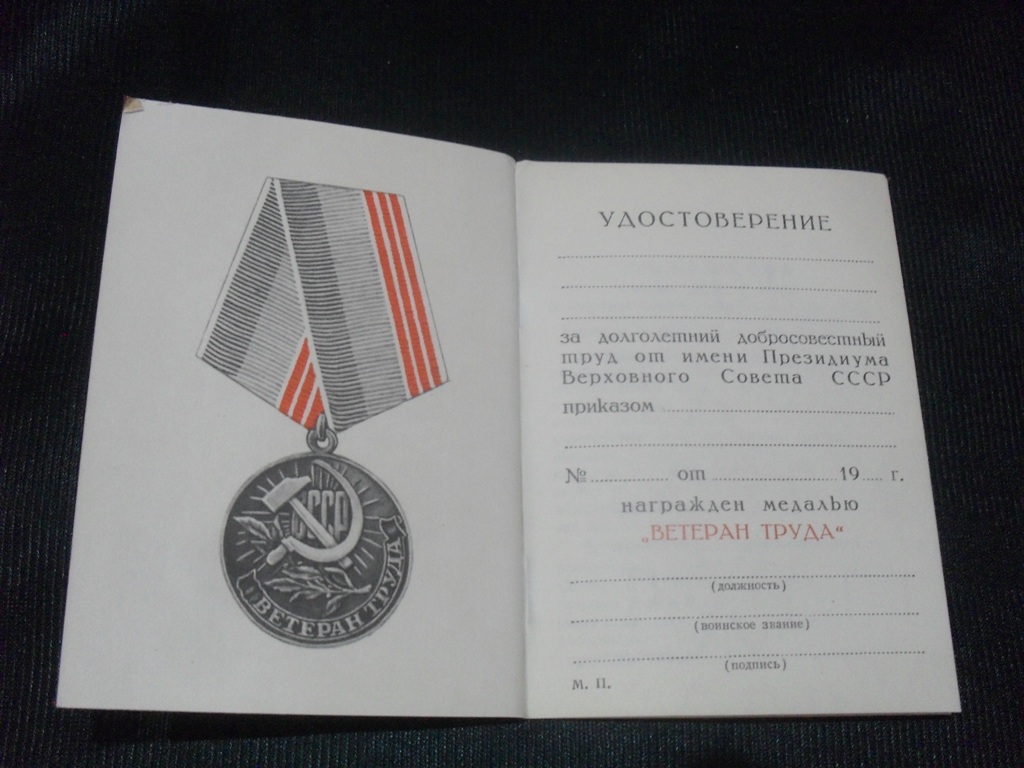 СССР
ВЕТЕРАН ТРУДА
УДОСТОВЕРЕНИЕ
за долголетний добросовестный
труд от имени Президиума
Верховного Совета СССР
приказом
№ от 19 г.
награжден медалью
„ВЕТЕРАН ТРУДА“
(должность)
(воинское звание)
(подпись)
М. П.